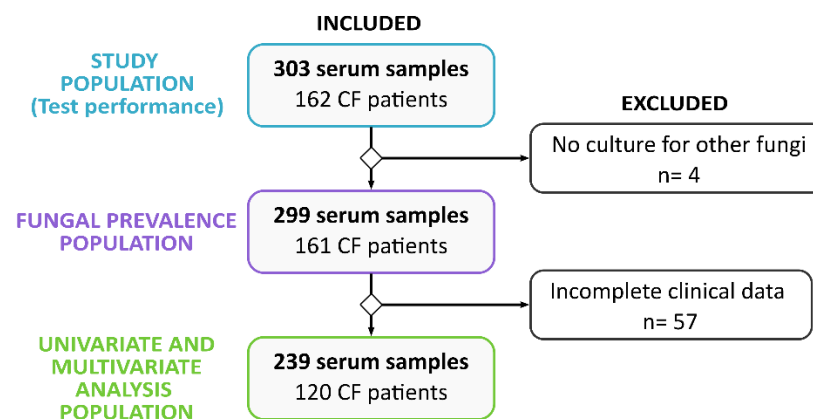 INCLUDED
STUDY
POPULATION
(Test performance)
303 serum samples
162 CF patients
EXCLUDED
No culture for other fungi
n= 4
FUNGAL PREVALENCE
POPULATION
299 serum samples
161 CF patients
Incomplete clinical data
n= 57
UNIVARIATE AND
MULTIVARIATE
ANALYSIS
POPULATION
239 serum samples
120 CF patients